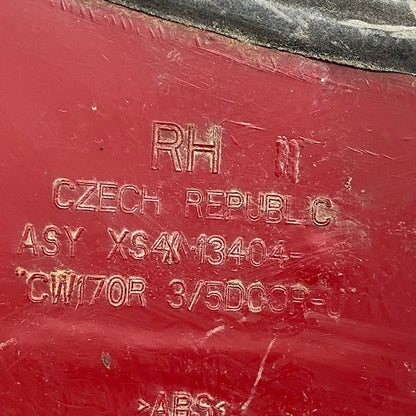 RH
CZECH REPUBLIC
ASY XS4X 13404-
CW170R 3/5DOOR-
>ABS<